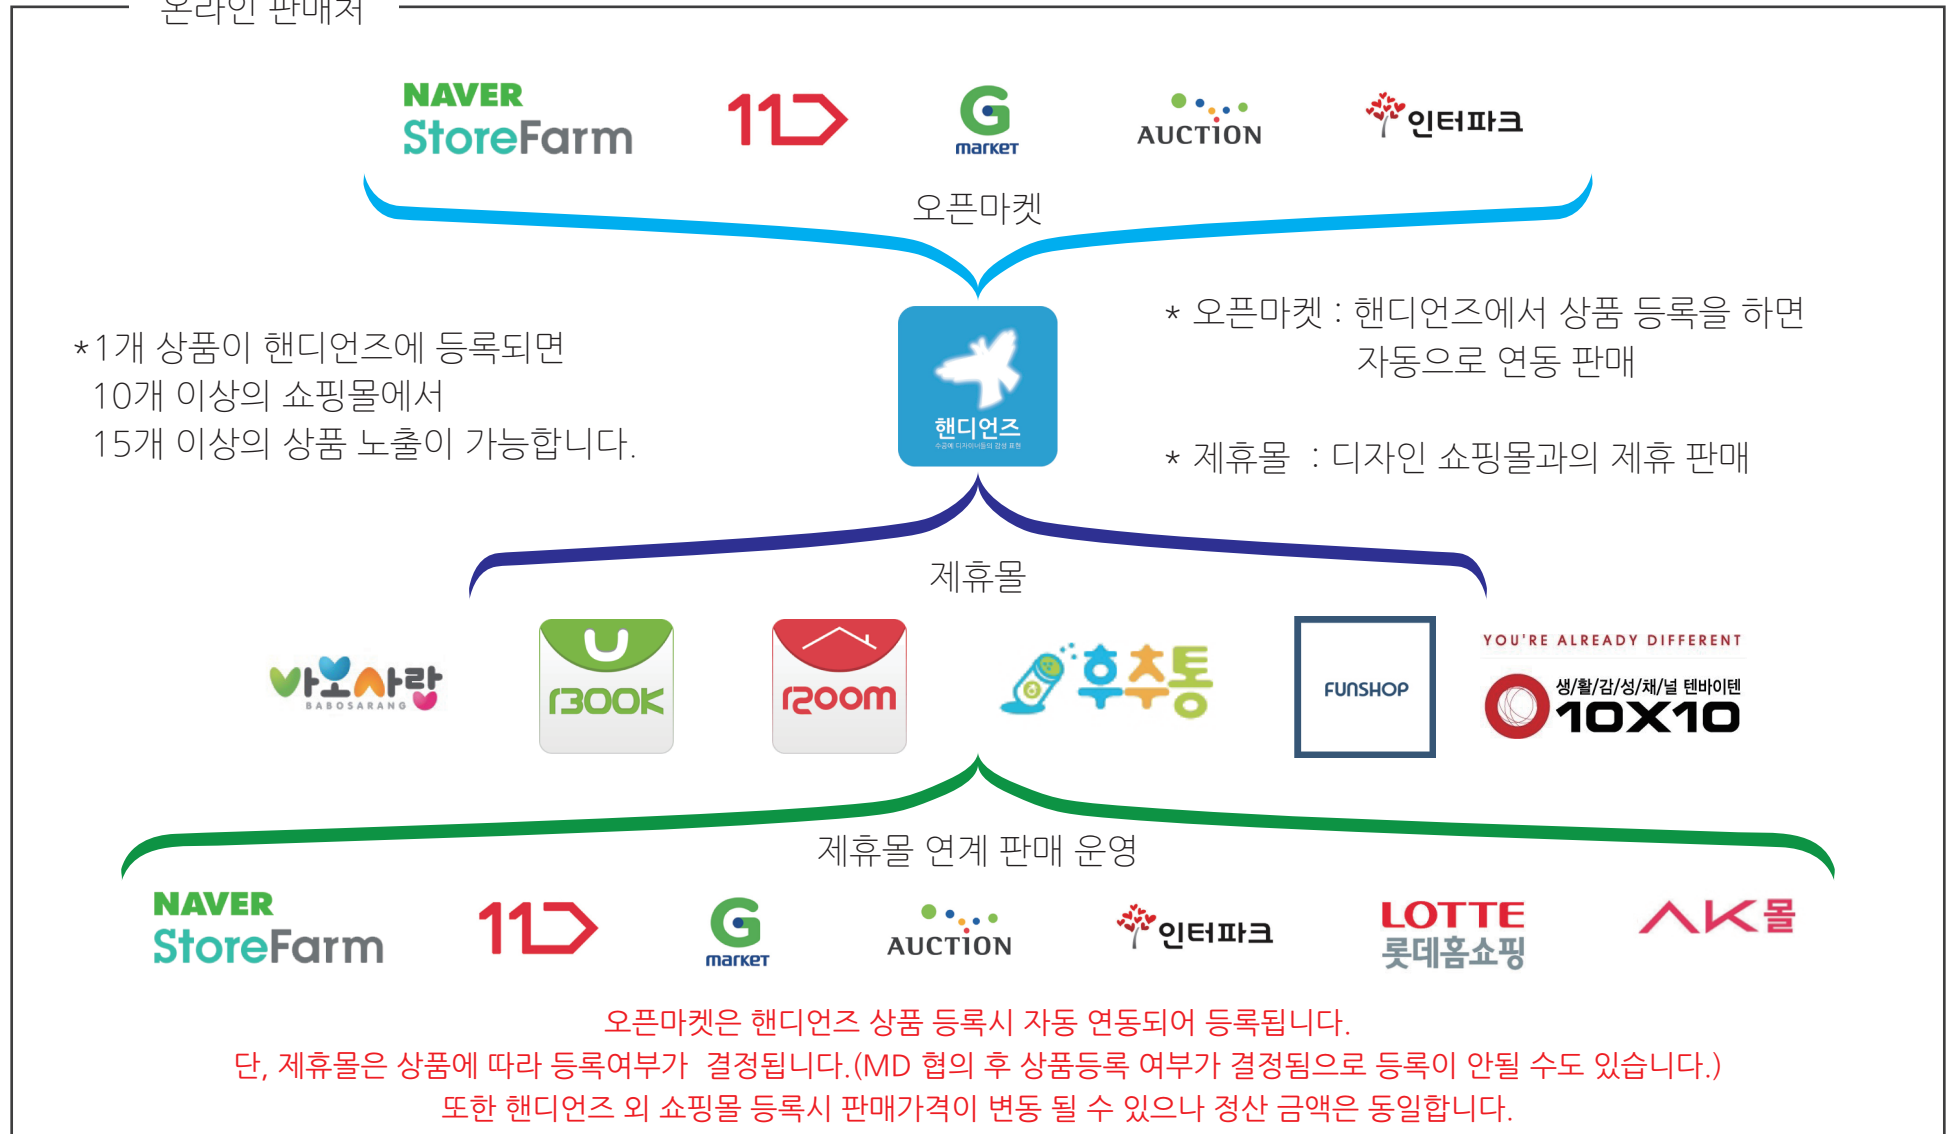 온라인 판매처
NAVER
StoreFarm
11
G
market
AUCTION
인터파크
오픈마켓
*1개 상품이 핸디언즈에 등록되면
10개 이상의 쇼핑몰에서
15개 이상의 상품 노출이 가능합니다.
핸디언즈
수공예 디자이너들의 감성 표현
* 오픈마켓 : 핸디언즈에서 상품 등록을 하면
자동으로 연동 판매
* 제휴몰 : 디자인 쇼핑몰과의 제휴 판매
제휴몰
바보사랑
BABOSARANG
1300K
1200m
후추통
FUNSHOP
YOU'RE ALREADY DIFFERENT
생/활/감/성/채/널 텐바이텐
10X10
제휴몰 연계 판매 운영
NAVER
StoreFarm
11
G
market
AUCTION
인터파크
LOTTE
롯데홈쇼핑
AK몰
오픈마켓은 핸디언즈 상품 등록시 자동 연동되어 등록됩니다.
단, 제휴몰은 상품에 따라 등록여부가 결정됩니다.(MD 협의 후 상품등록 여부가 결정됨으로 등록이 안될 수도 있습니다.)
또한 핸디언즈 외 쇼핑몰 등록시 판매가격이 변동 될 수 있으나 정산 금액은 동일합니다.